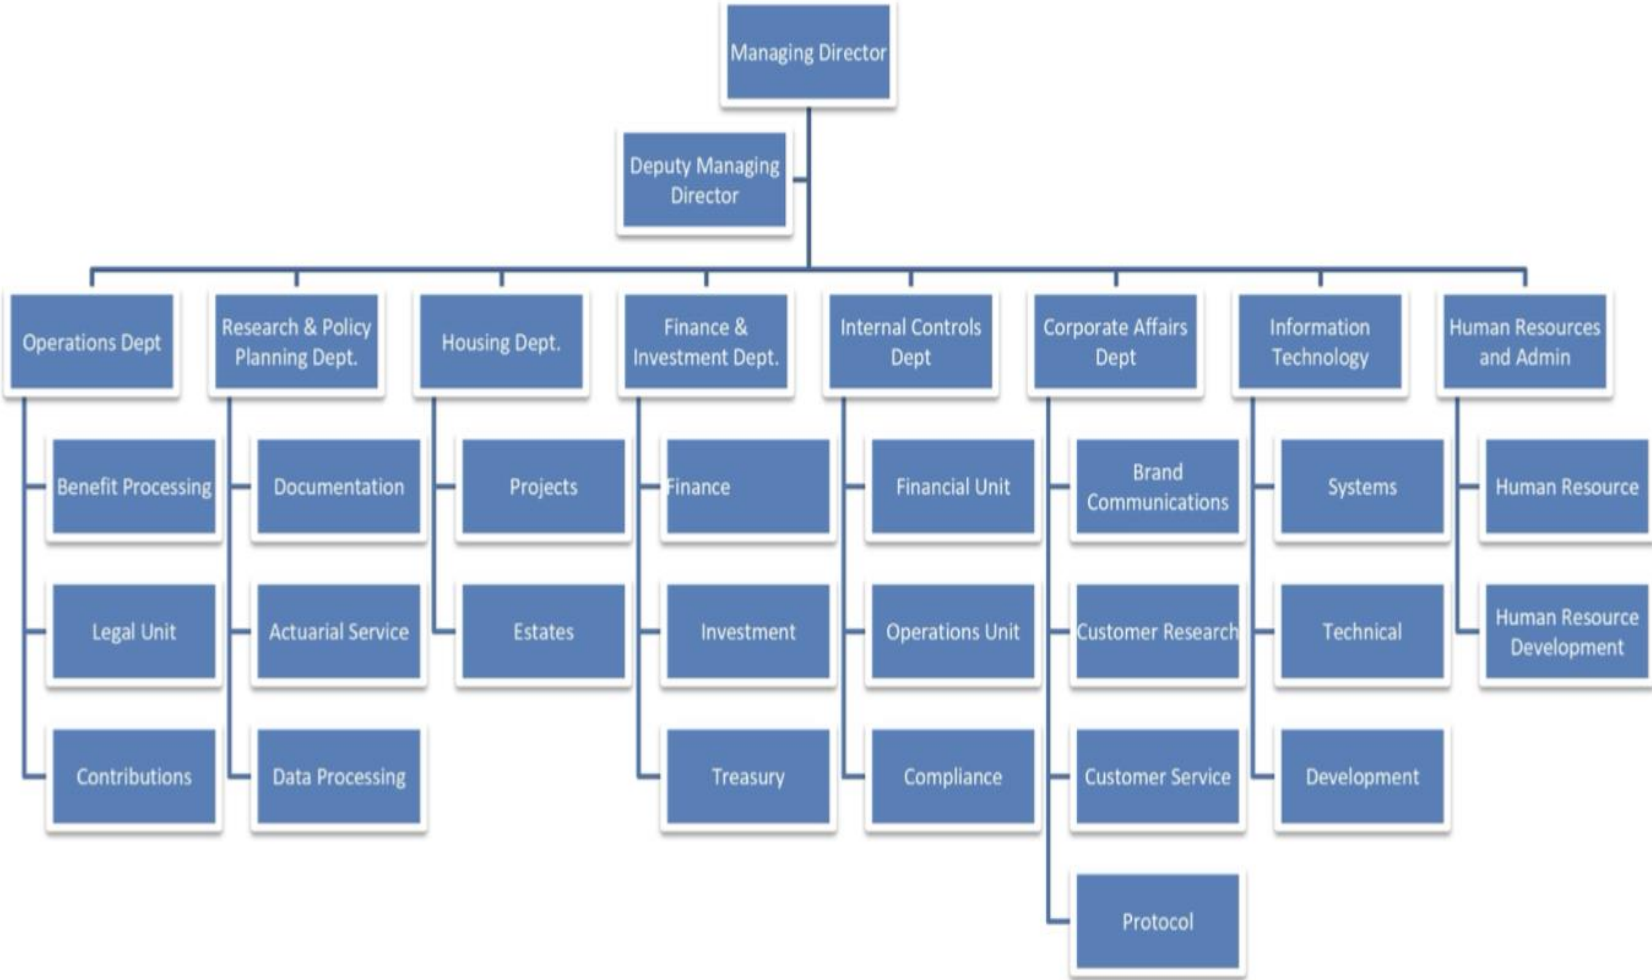 Managing Director
Deputy Managing
Director
Operations Dept
Research & Policy
Planning Dept.
Housing Dept.
Finance &
Investment Dept.
Internal Controls
Dept
Corporate Affairs
Dept
Information
Technology
Human Resources
and Admin
Benefit Processing
Documentation
Projects
Finance
Financial Unit
Brand
Communications
Systems
Human Resource
Legal Unit
Actuarial Service
Estates
Investment
Operations Unit
Customer Research
Technical
Human Resource
Development
Contributions
Data Processing
Treasury
Compliance
Customer Service
Development
Protocol